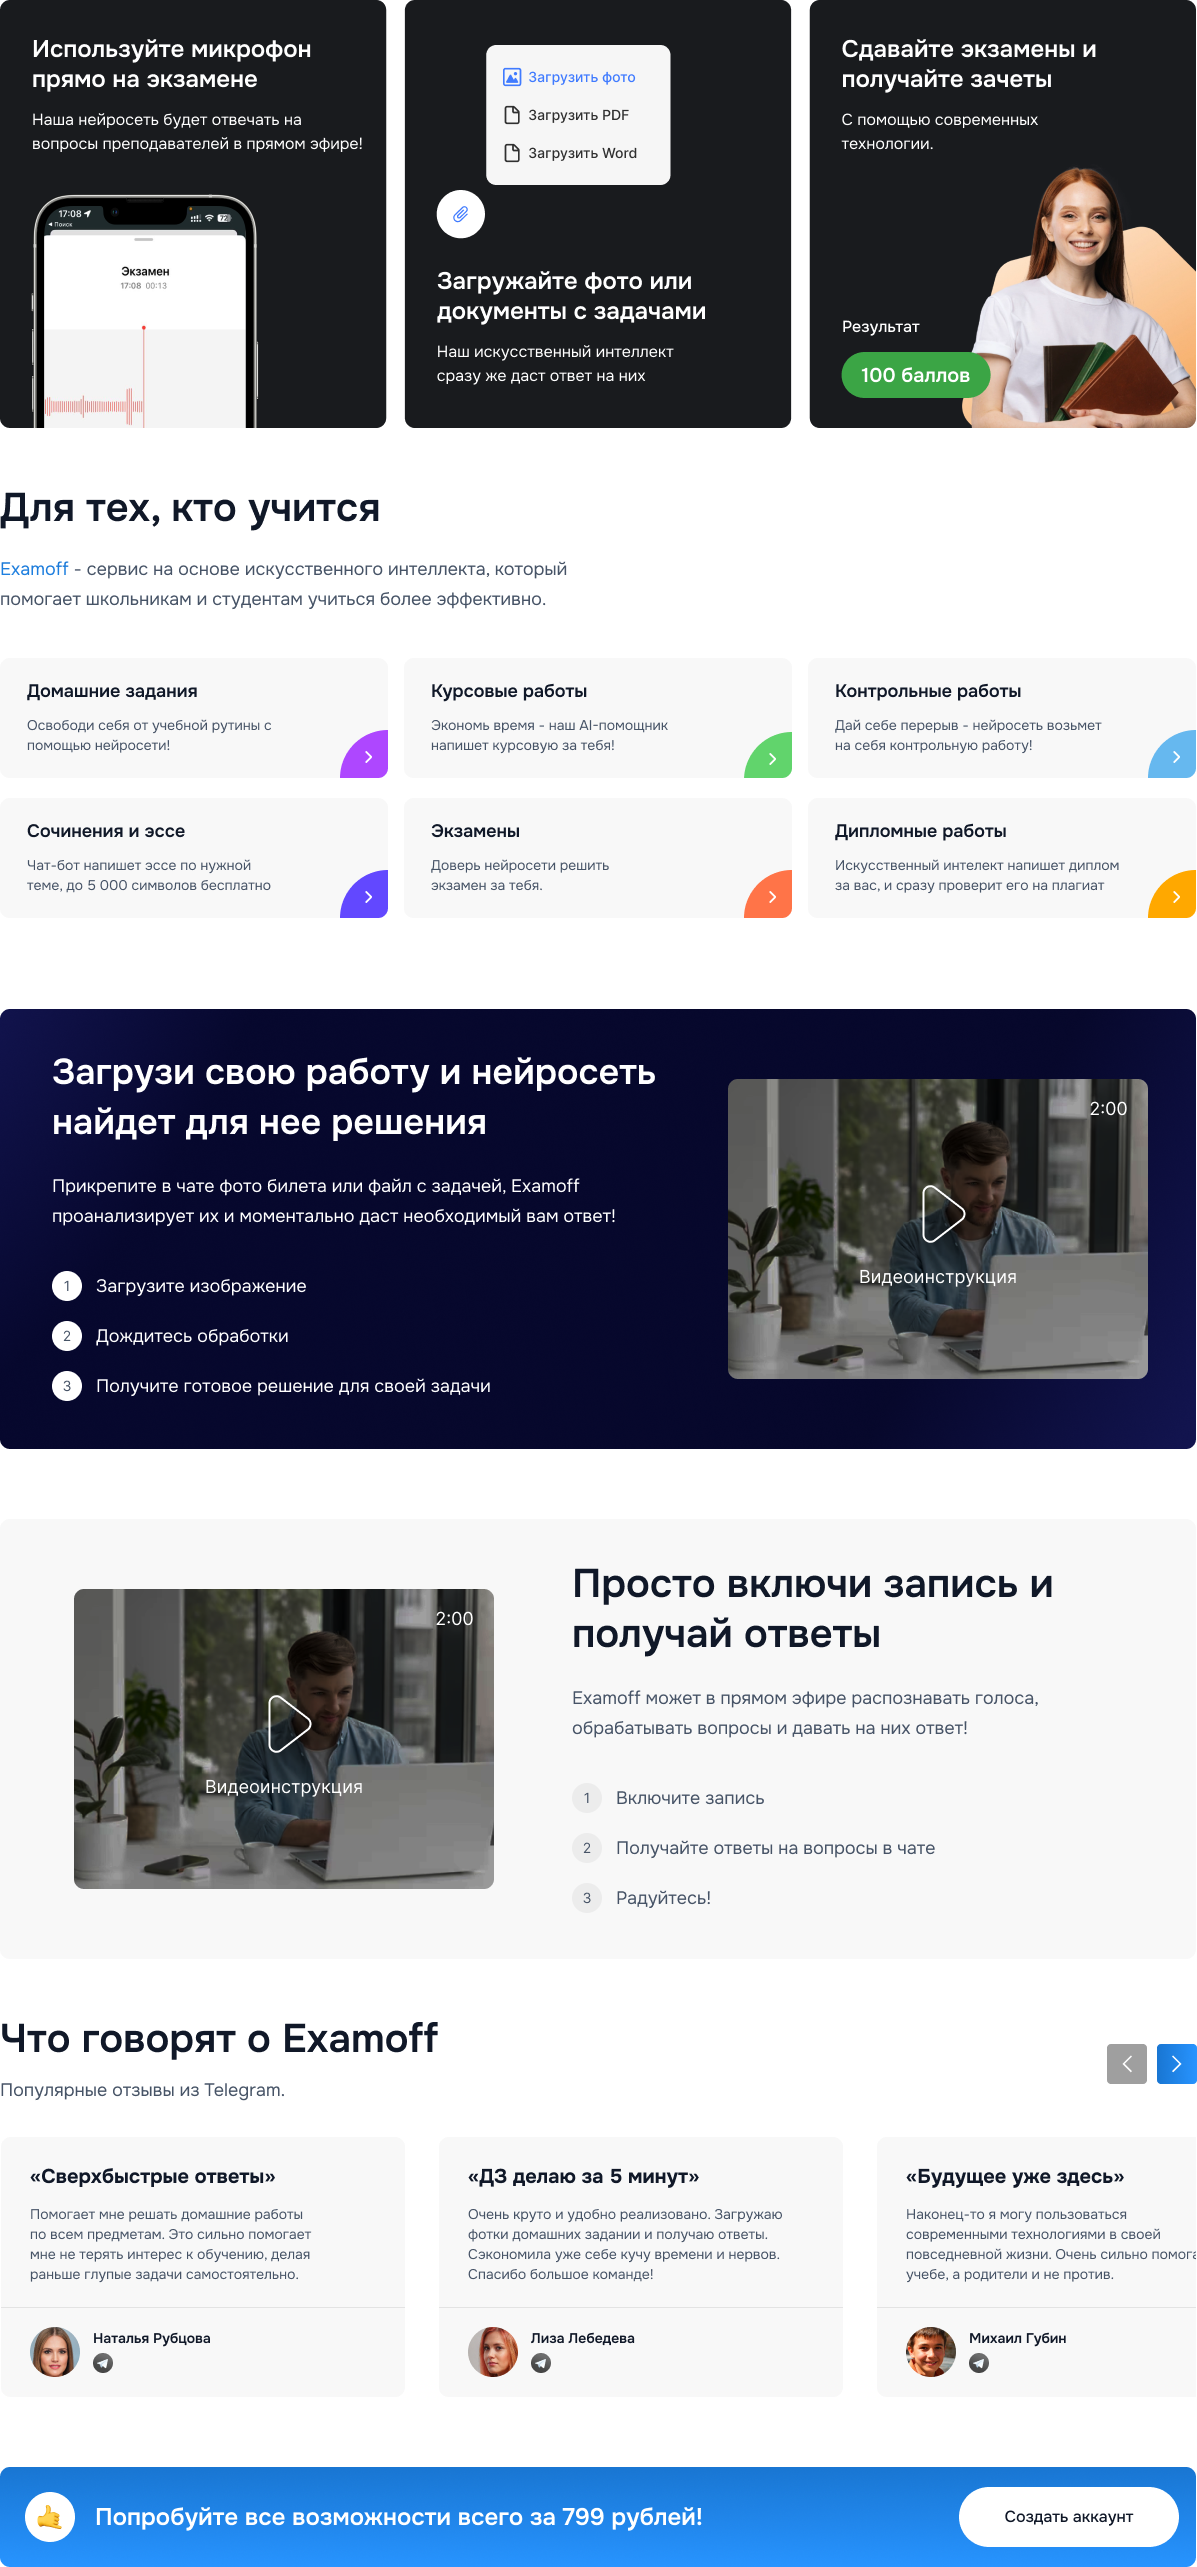 Используйте микрофон
прямо на экзамене
Наша нейросеть будет отвечать на
вопросы преподавателей в прямом эфире!
17:08
72
Поиск
Экзамен
17:08 00:13
Загрузить фото
Загрузить PDF
Загрузить Word
Загружайте фото или
документы с задачами
Наш искусственный интеллект
сразу же даст ответ на них
Сдавайте экзамены и
получайте зачеты
С помощью современных
технологии.
Результат
100 баллов
Для тех, кто учится
Examoff - сервис на основе искусственного интеллекта, который
помогает школьникам и студентам учиться более эффективно.
Домашние задания
Освободи себя от учебной рутины с
помощью нейросети!
Курсовые работы
Экономь время - наш AI-помощник
напишет курсовую за тебя!
Контрольные работы
Дай себе перерыв - нейросеть возьмет
на себя контрольную работу!
Сочинения и эссе
Чат-бот напишет эссе по нужной
теме, до 5 000 символов бесплатно
Экзамены
Доверь нейросети решить
экзамен за тебя.
Дипломные работы
Искусственный интелект напишет диплом
за вас, и сразу проверит его на плагиат
Загрузи свою работу и нейросеть
найдет для нее решения
Прикрепите в чате фото билета или файл с задачей, Examoff
проанализирует их и моментально даст необходимый вам ответ!
1 Загрузите изображение
2 Дождитесь обработки
3 Получите готовое решение для своей задачи
2:00
Видеоинструкция
2:00
Видеоинструкция
Просто включи запись и
получай ответы
Examoff может в прямом эфире распознавать голоса,
обрабатывать вопросы и давать на них ответ!
1 Включите запись
2 Получайте ответы на вопросы в чате
3 Радуйтесь!
Что говорят о Examoff
Популярные отзывы из Telegram.
«Сверхбыстрые ответы»
Помогает мне решать домашние работы
по всем предметам. Это сильно помогает
мне не терять интерес к обучению, делая
раньше глупые задачи самостоятельно.
Наталья Рубцова
«ДЗ делаю за 5 минут»
Очень круто и удобно реализовано. Загружаю
фотки домашних задании и получаю ответы.
Сэкономила уже себе кучу времени и нервов.
Спасибо большое команде!
Лиза Лебедева
«Будущее уже здесь»
Наконец-то я могу пользоваться
современными технологиями в своей
повседневной жизни. Очень сильно помога
учебе, а родители и не против.
Михаил Губин
Попробуйте все возможности всего за 799 рублей!
Создать аккаунт